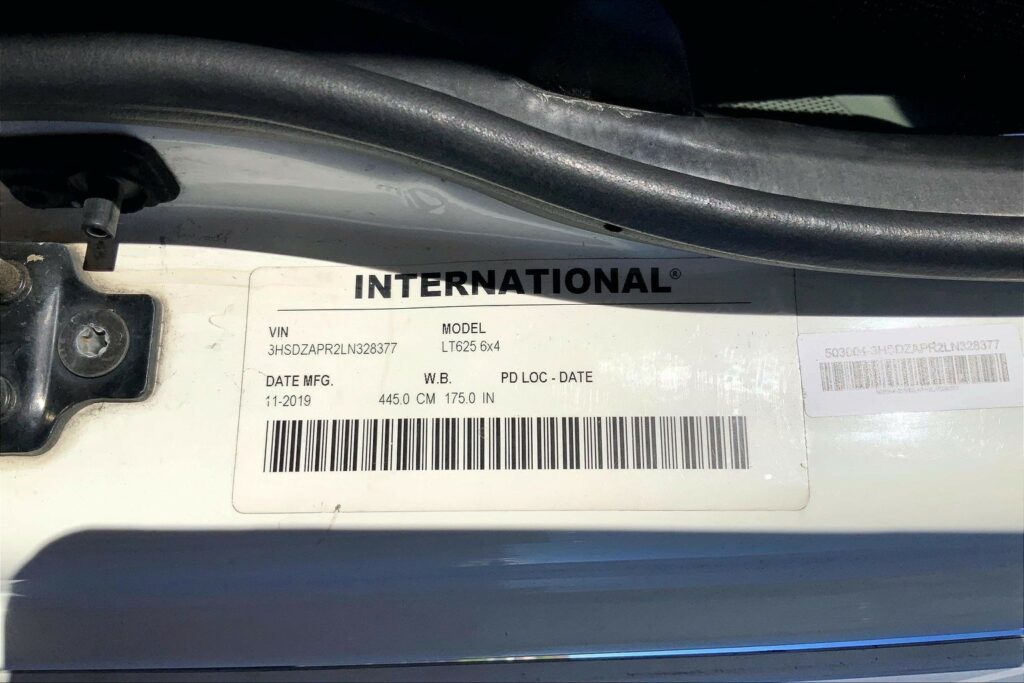 INTERNATIONAL®
VIN MODEL
3HSDZAPR2LN328377 LT625 6x4
DATE MFG. W.B. PD LOC - DATE
11-2019 445.0 CM 175.0 IN
503004-3HSDZAPR2LN328377